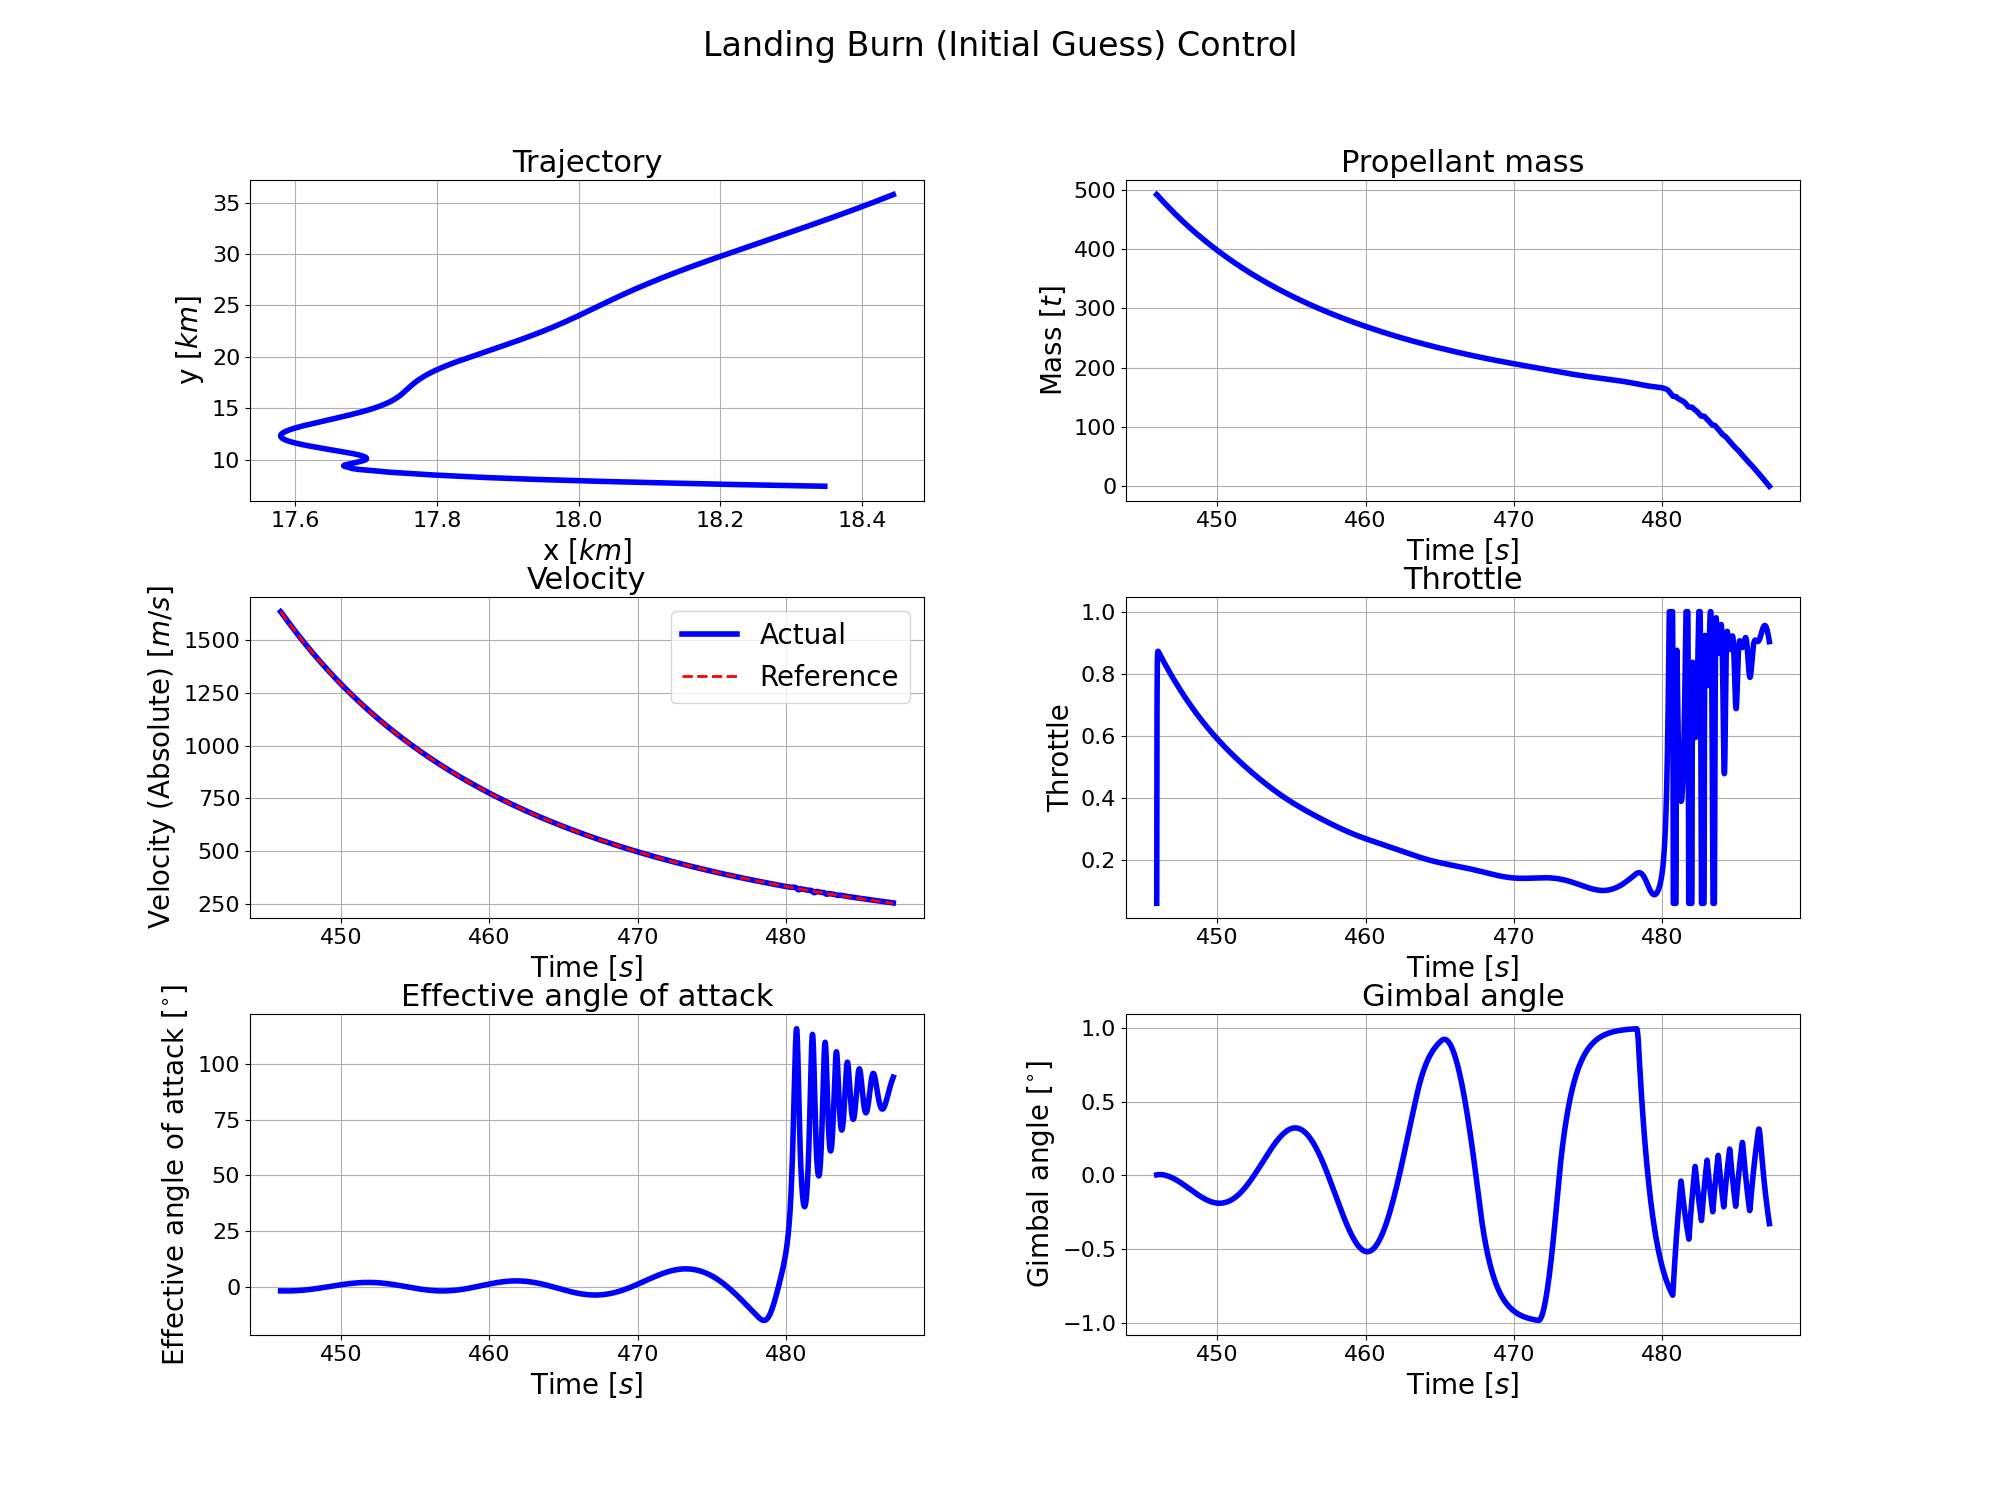 Landing Burn (Initial Guess) Control
Trajectory
y [km]
35
30
25
20
15
10
17.6 17.8 18.0 18.2 18.4
x [km]
Propellant mass
Mass [t]
500
400
300
200
100
0
450 460 470 480
Time [s]
Velocity
Velocity (Absolute) [m/s]
1500
1250
1000
750
500
250
Actual
Reference
450 460 470 480
Time [s]
Throttle
Throttle
1.0
0.8
0.6
0.4
0.2
450 460 470 480
Time [s]
Effective angle of attack
Effective angle of attack [°]
100
75
50
25
0
450 460 470 480
Time [s]
Gimbal angle
Gimbal angle [°]
1.0
0.5
0.0
−0.5
−1.0
450 460 470 480
Time [s]